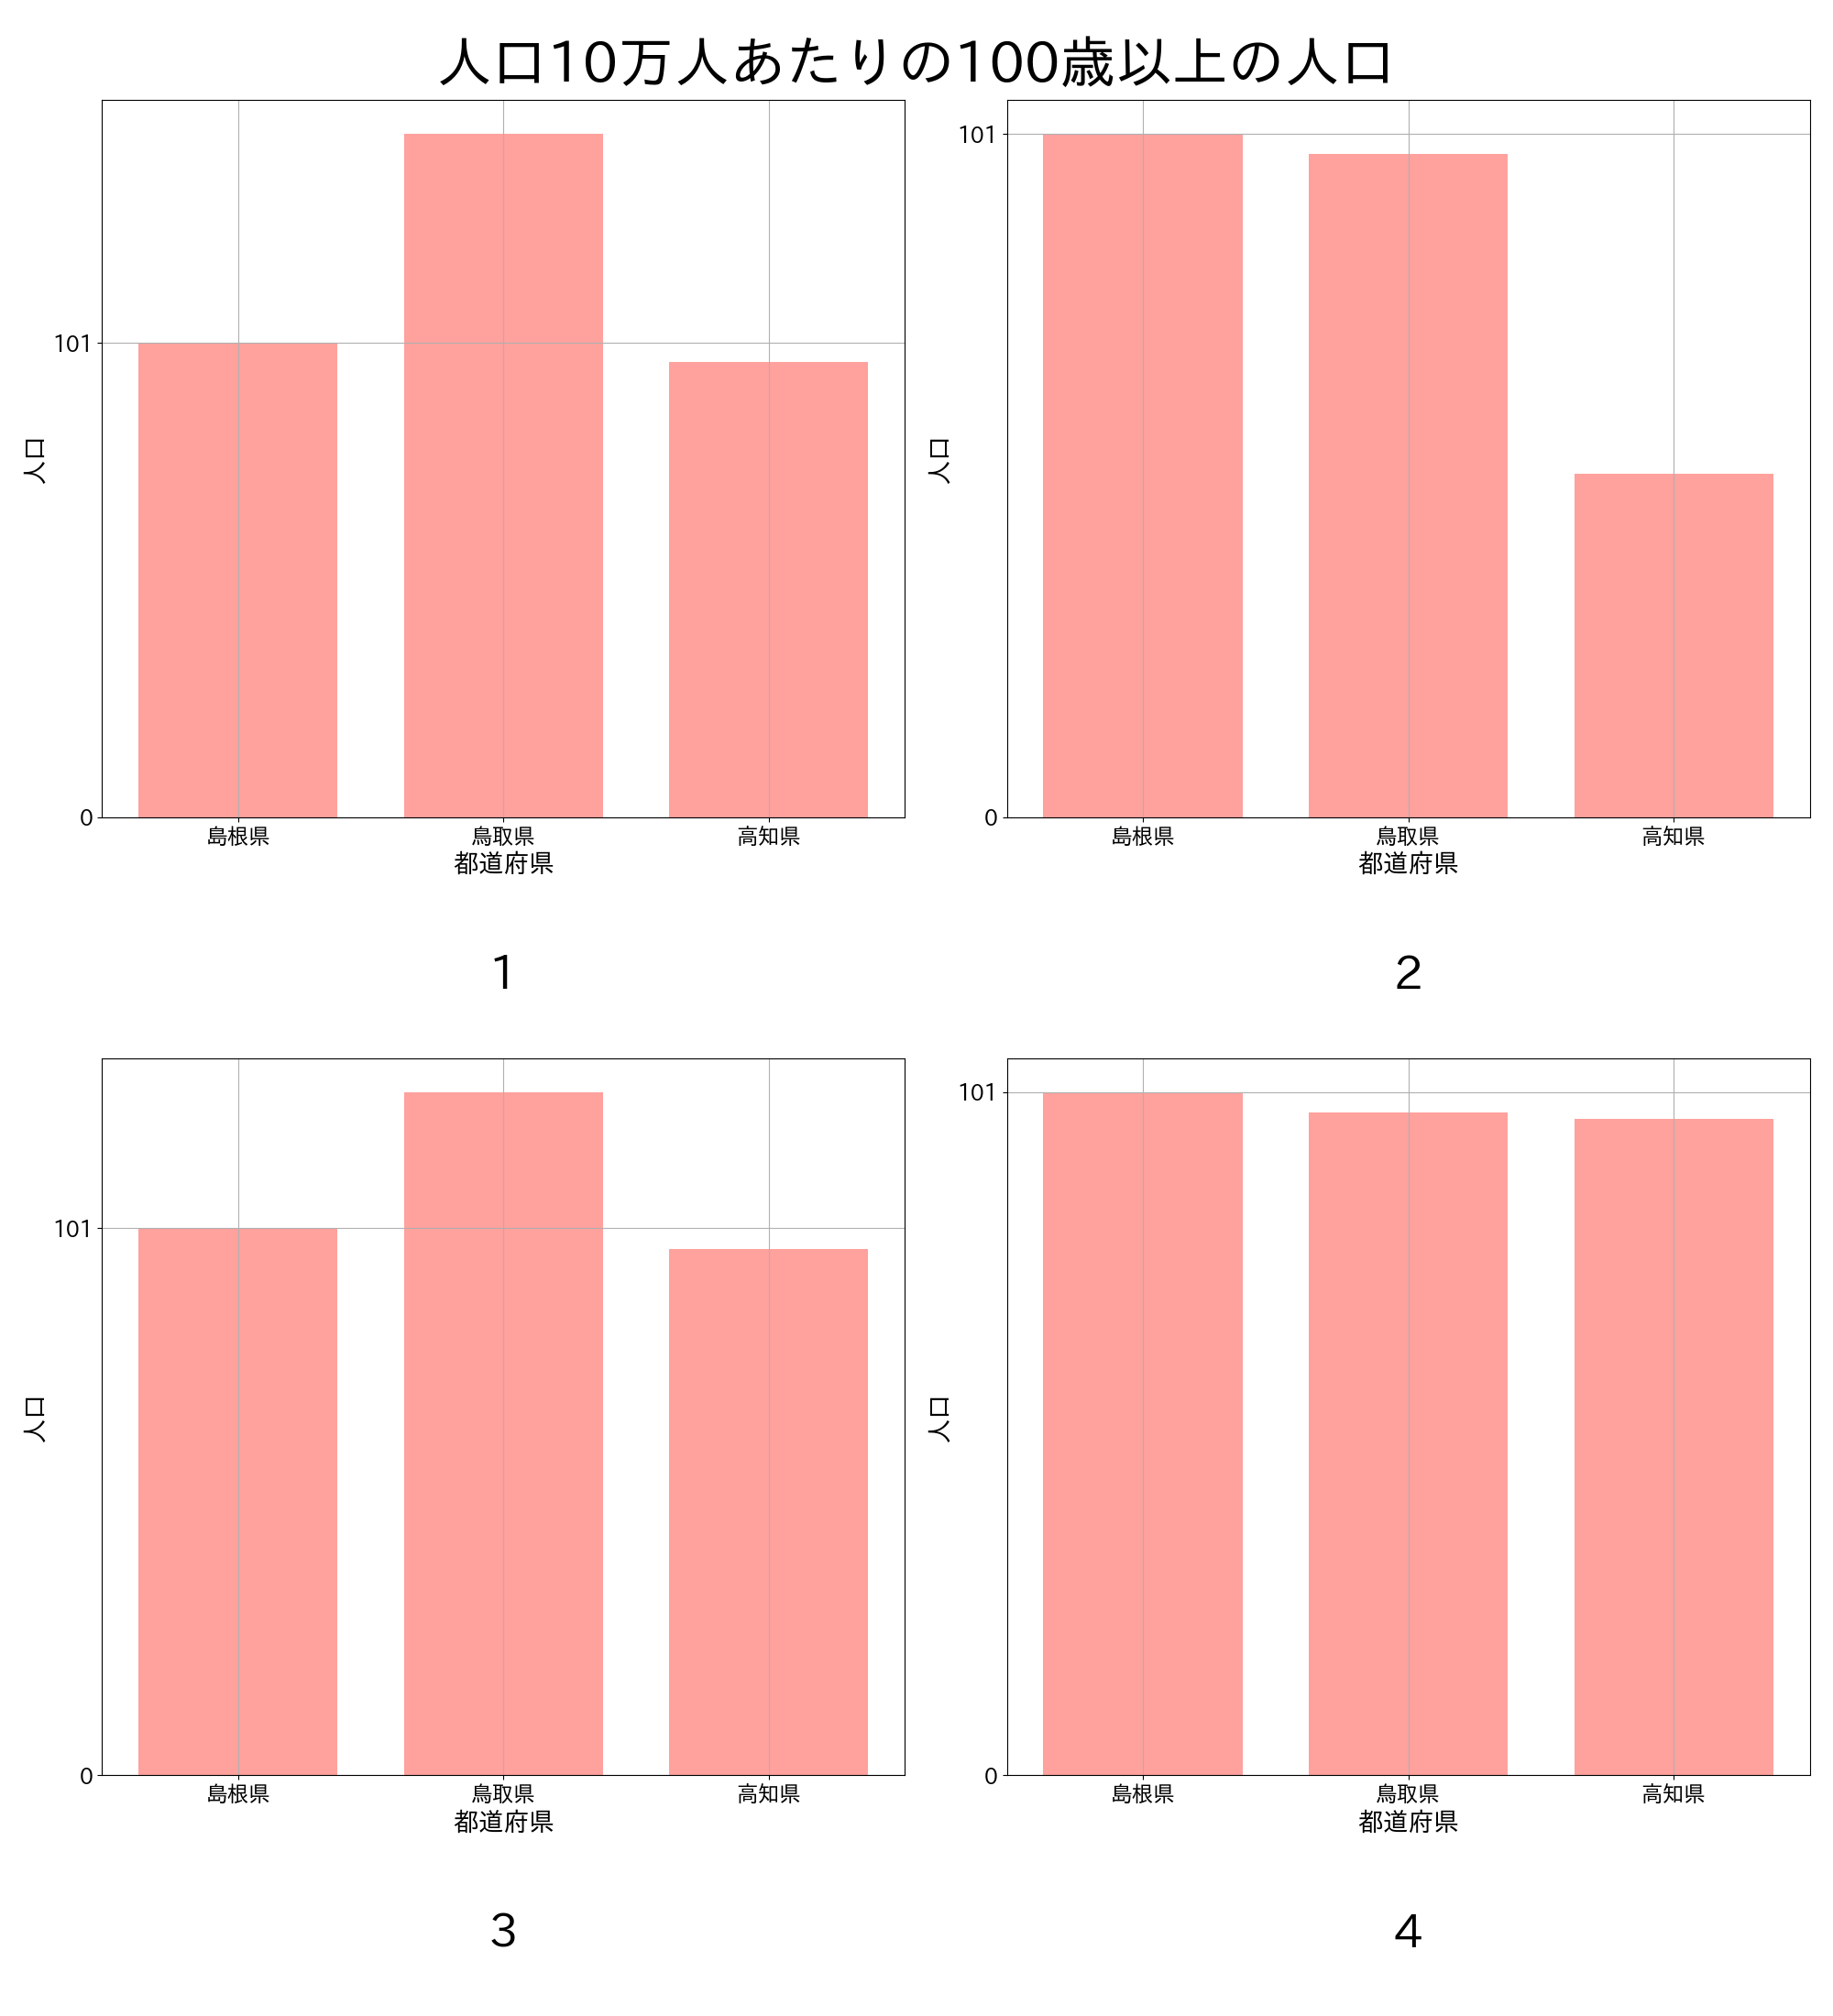 人口10万人あたりの100歳以上の人口
101
0
人口
島根県 鳥取県 高知県
都道府県
1
101
0
人口
島根県 鳥取県 高知県
都道府県
2
101
0
人口
島根県 鳥取県 高知県
都道府県
3
101
0
人口
島根県 鳥取県 高知県
都道府県
4